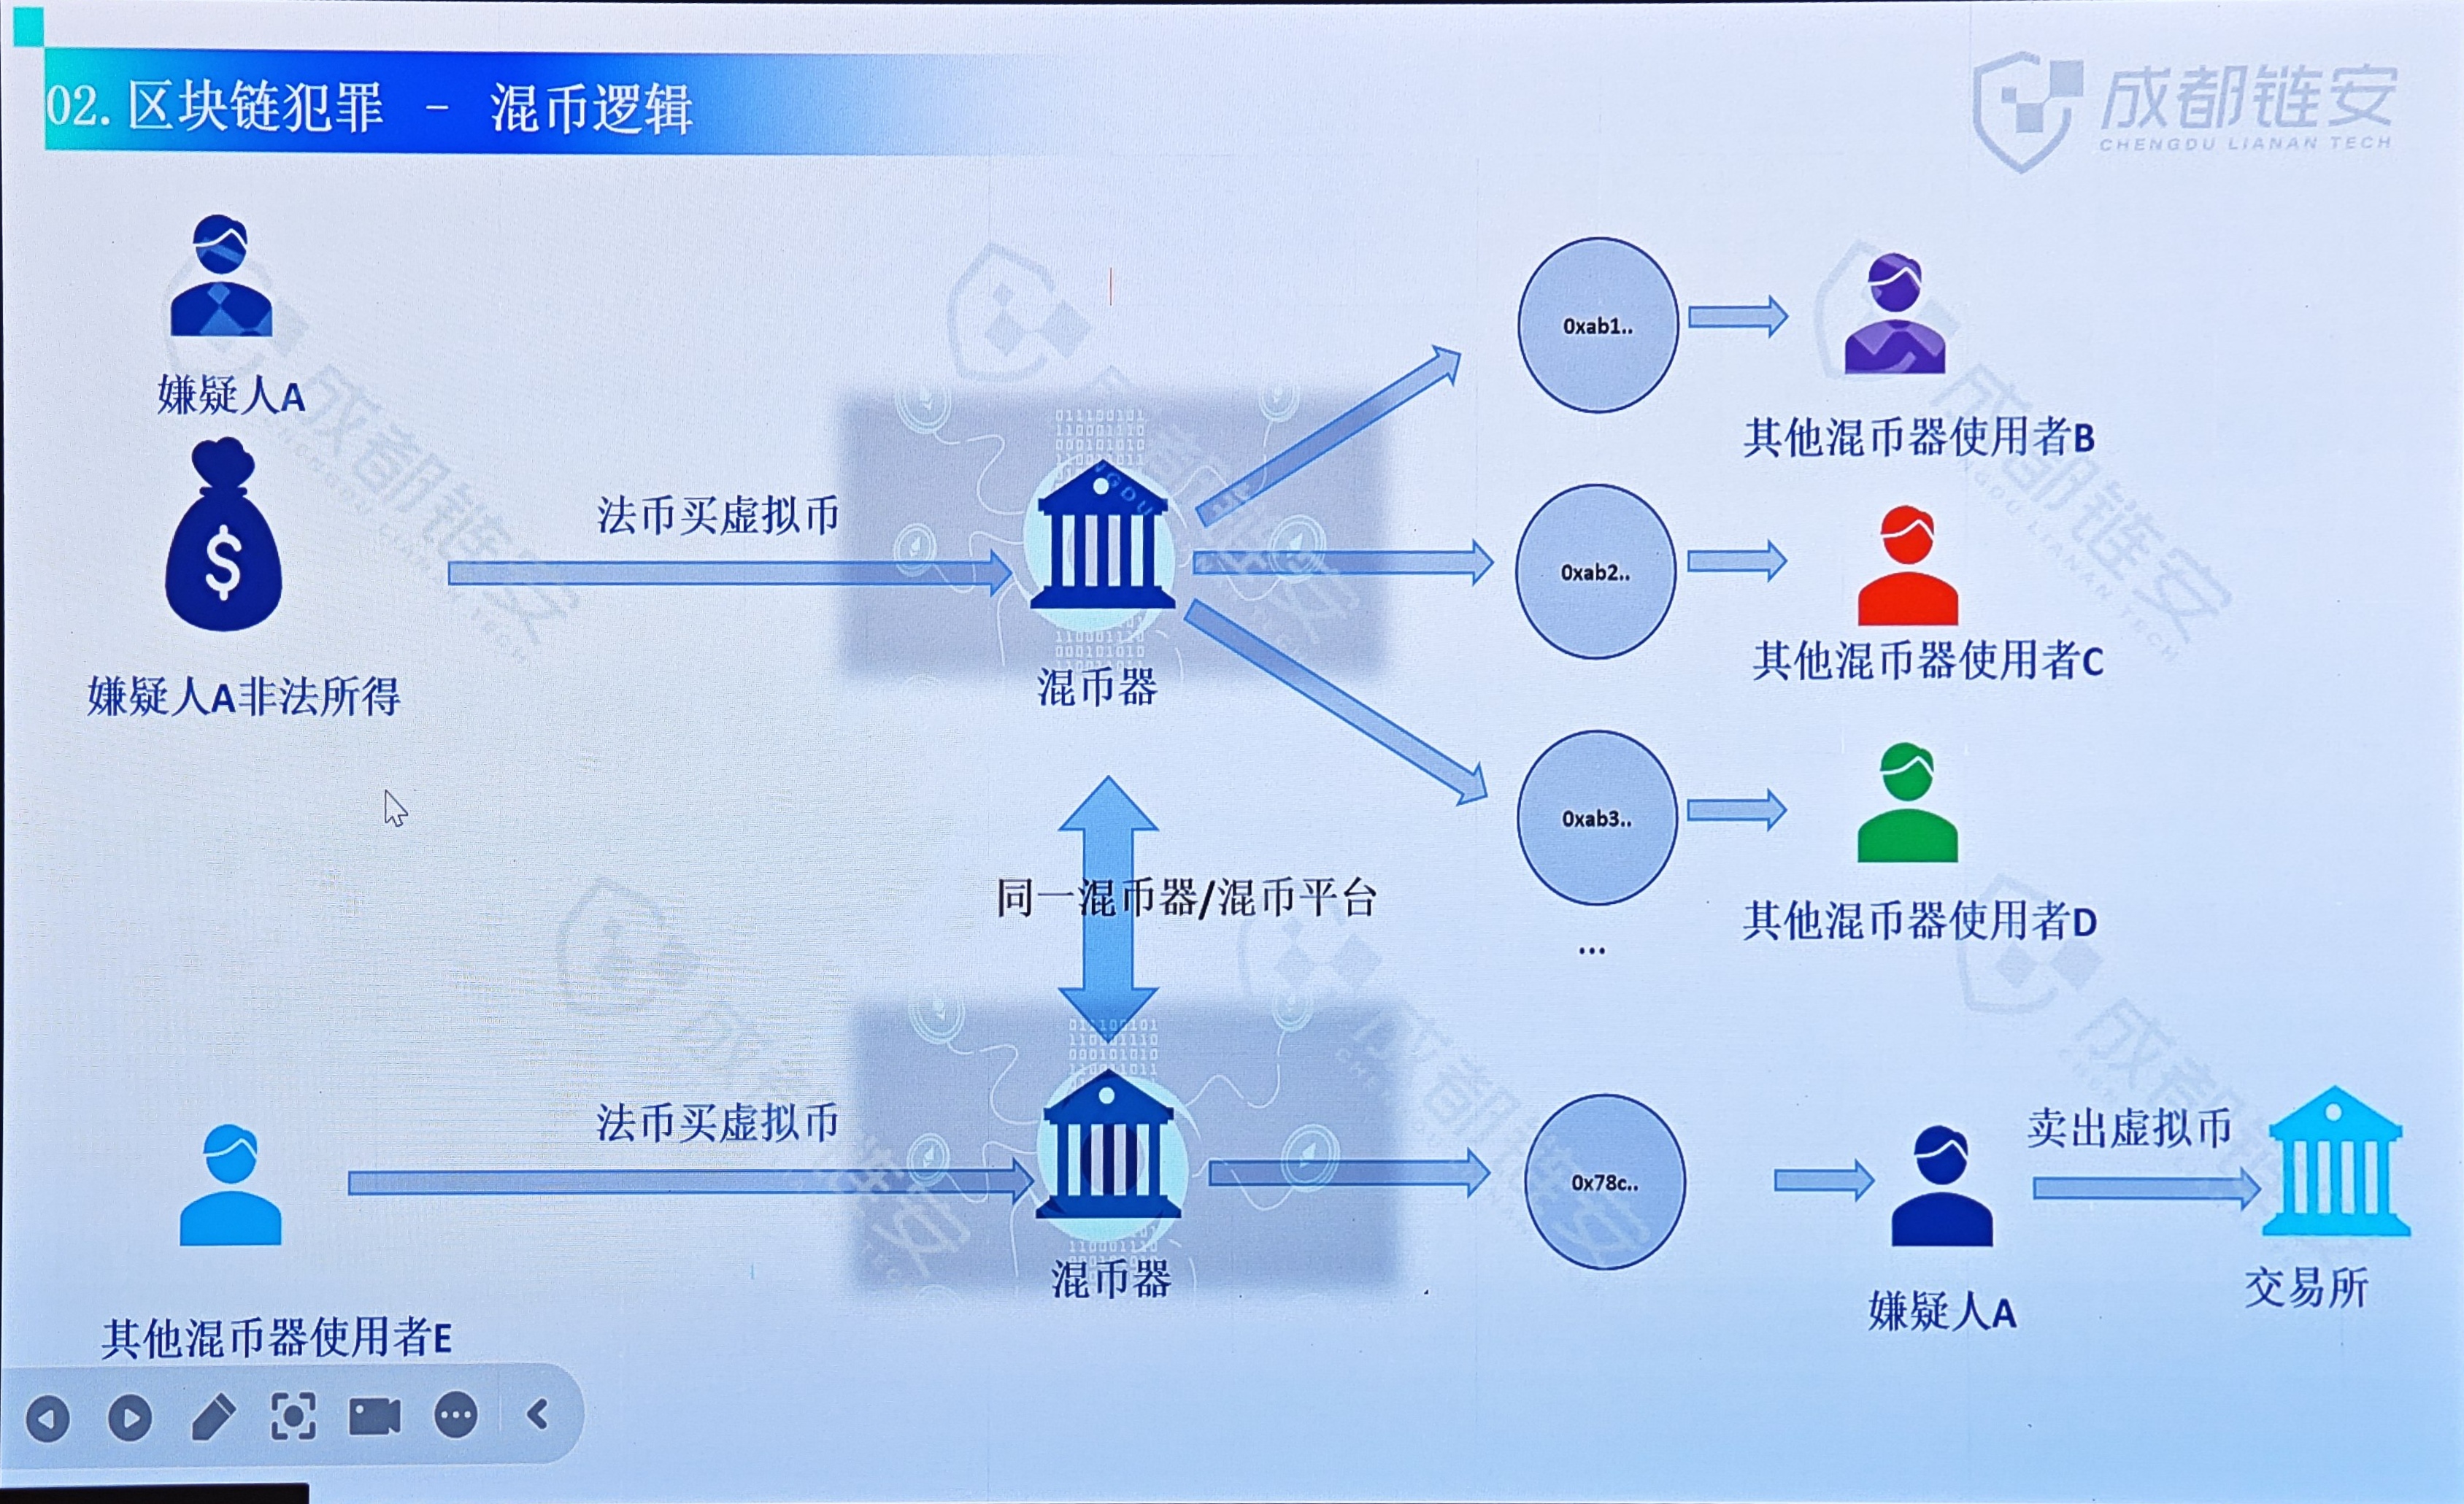 02.区块链犯罪 - 混币逻辑
成都链安
CHENGDU LIANAN TECH
嫌疑人A
嫌疑人A非法所得
法币买虚拟币
混币器
0xab1..
其他混币器使用者B
0xab2..
其他混币器使用者C
0xab3..
其他混币器使用者D
...
同一混币器/混币平台
其他混币器使用者E
法币买虚拟币
混币器
0x78c..
嫌疑人A
卖出虚拟币
交易所